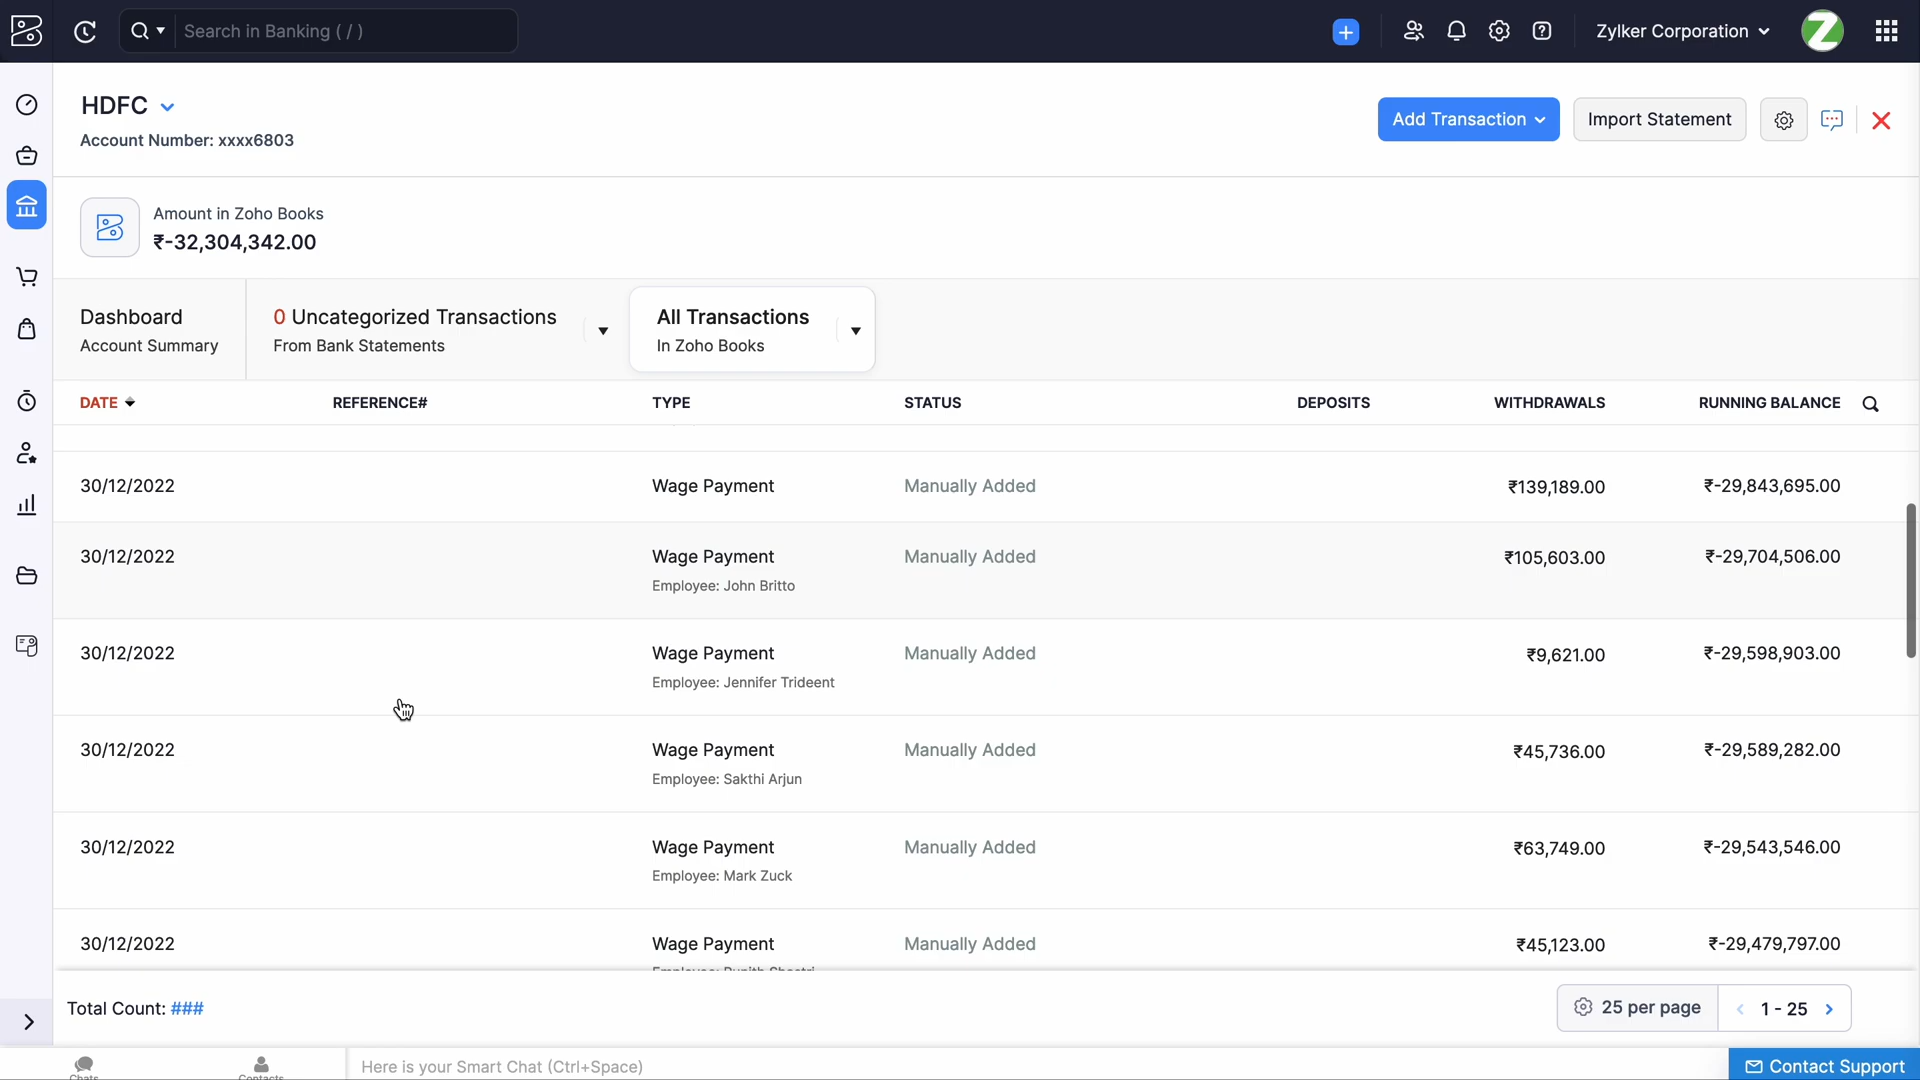 Search in Banking ( / )
Zylker Corporation
HDFC
Account Number: xxxx6803
Add Transaction
Import Statement
Amount in Zoho Books
₹-32,304,342.00
Dashboard
Account Summary
0 Uncategorized Transactions
From Bank Statements
All Transactions
In Zoho Books
DATE REFERENCE# TYPE STATUS DEPOSITS WITHDRAWALS RUNNING BALANCE
30/12/2022 Wage Payment Manually Added ₹139,189.00 ₹-29,843,695.00
30/12/2022 Wage Payment Manually Added ₹105,603.00 ₹-29,704,506.00
Employee: John Britto
30/12/2022 Wage Payment Manually Added ₹9,621.00 ₹-29,598,903.00
Employee: Jennifer Trideent
30/12/2022 Wage Payment Manually Added ₹45,736.00 ₹-29,589,282.00
Employee: Sakthi Arjun
30/12/2022 Wage Payment Manually Added ₹63,749.00 ₹-29,543,546.00
Employee: Mark Zuck
30/12/2022 Wage Payment Manually Added ₹45,123.00 ₹-29,479,797.00
Total Count: ###
25 per page
1 - 25
Chats
Contacts
Here is your Smart Chat (Ctrl+Space)
Contact Support